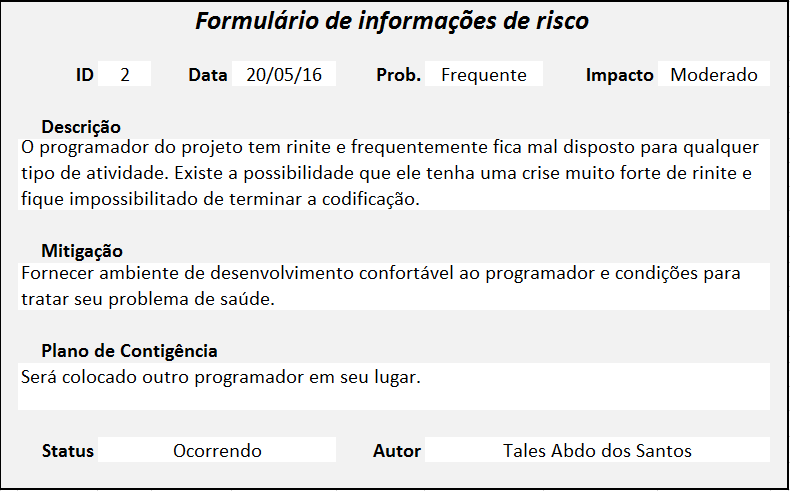 Formulário de informações de risco
ID 2 Data 20/05/16 Prob. Frequente Impacto Moderado
Descrição
O programador do projeto tem rinite e frequentemente fica mal disposto para qualquer
tipo de atividade. Existe a possibilidade que ele tenha uma crise muito forte de rinite e
fique impossibilitado de terminar a codificação.
Mitigação
Fornecer ambiente de desenvolvimento confortável ao programador e condições para
tratar seu problema de saúde.
Plano de Contigência
Será colocado outro programador em seu lugar.
Status Ocorrendo Autor Tales Abdo dos Santos